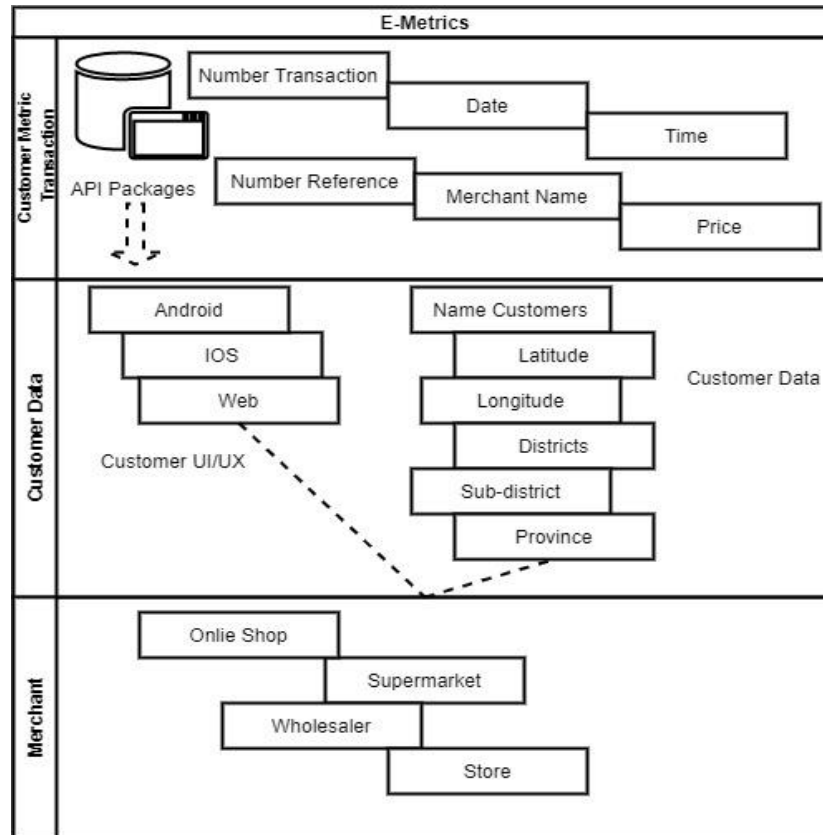 E-Metrics
Customer Metric
Transaction
Number Transaction
Date
Time
API Packages
Number Reference
Merchant Name
Price
Customer Data
Android
IOS
Web
Customer UI/UX
Name Customers
Latitude
Longitude
Districts
Sub-district
Province
Customer Data
Merchant
Onlie Shop
Supermarket
Wholesaler
Store